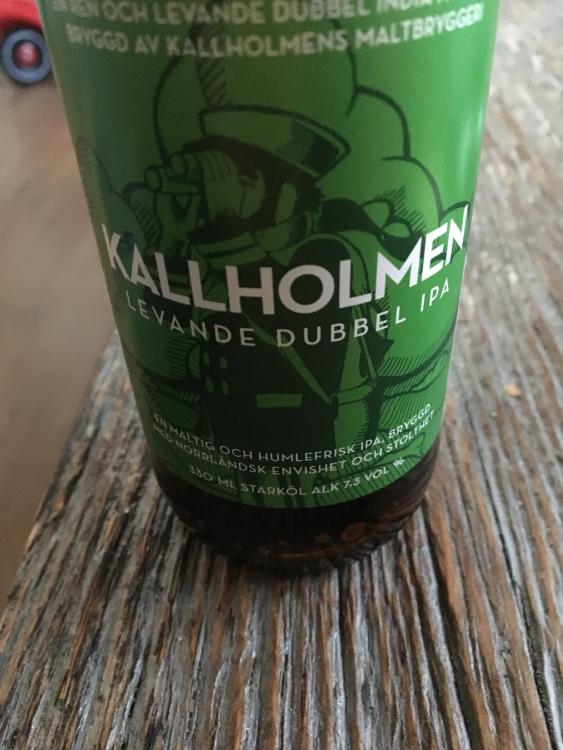 EN REN OCH LEVANDE DUBBEL INDIA
BRYGGD AV KALLHOLMENS MALTBRYGGERI
KALLHOLMEN
LEVANDE DUBBEL IPA
EN MALTIG OCH HUMLEFRISK IPA, BRYGGD
MED NORRLÄNDSK ENVISHET OCH STOLTHET
330 ML STARKÖL ALK 7,3 VOL %